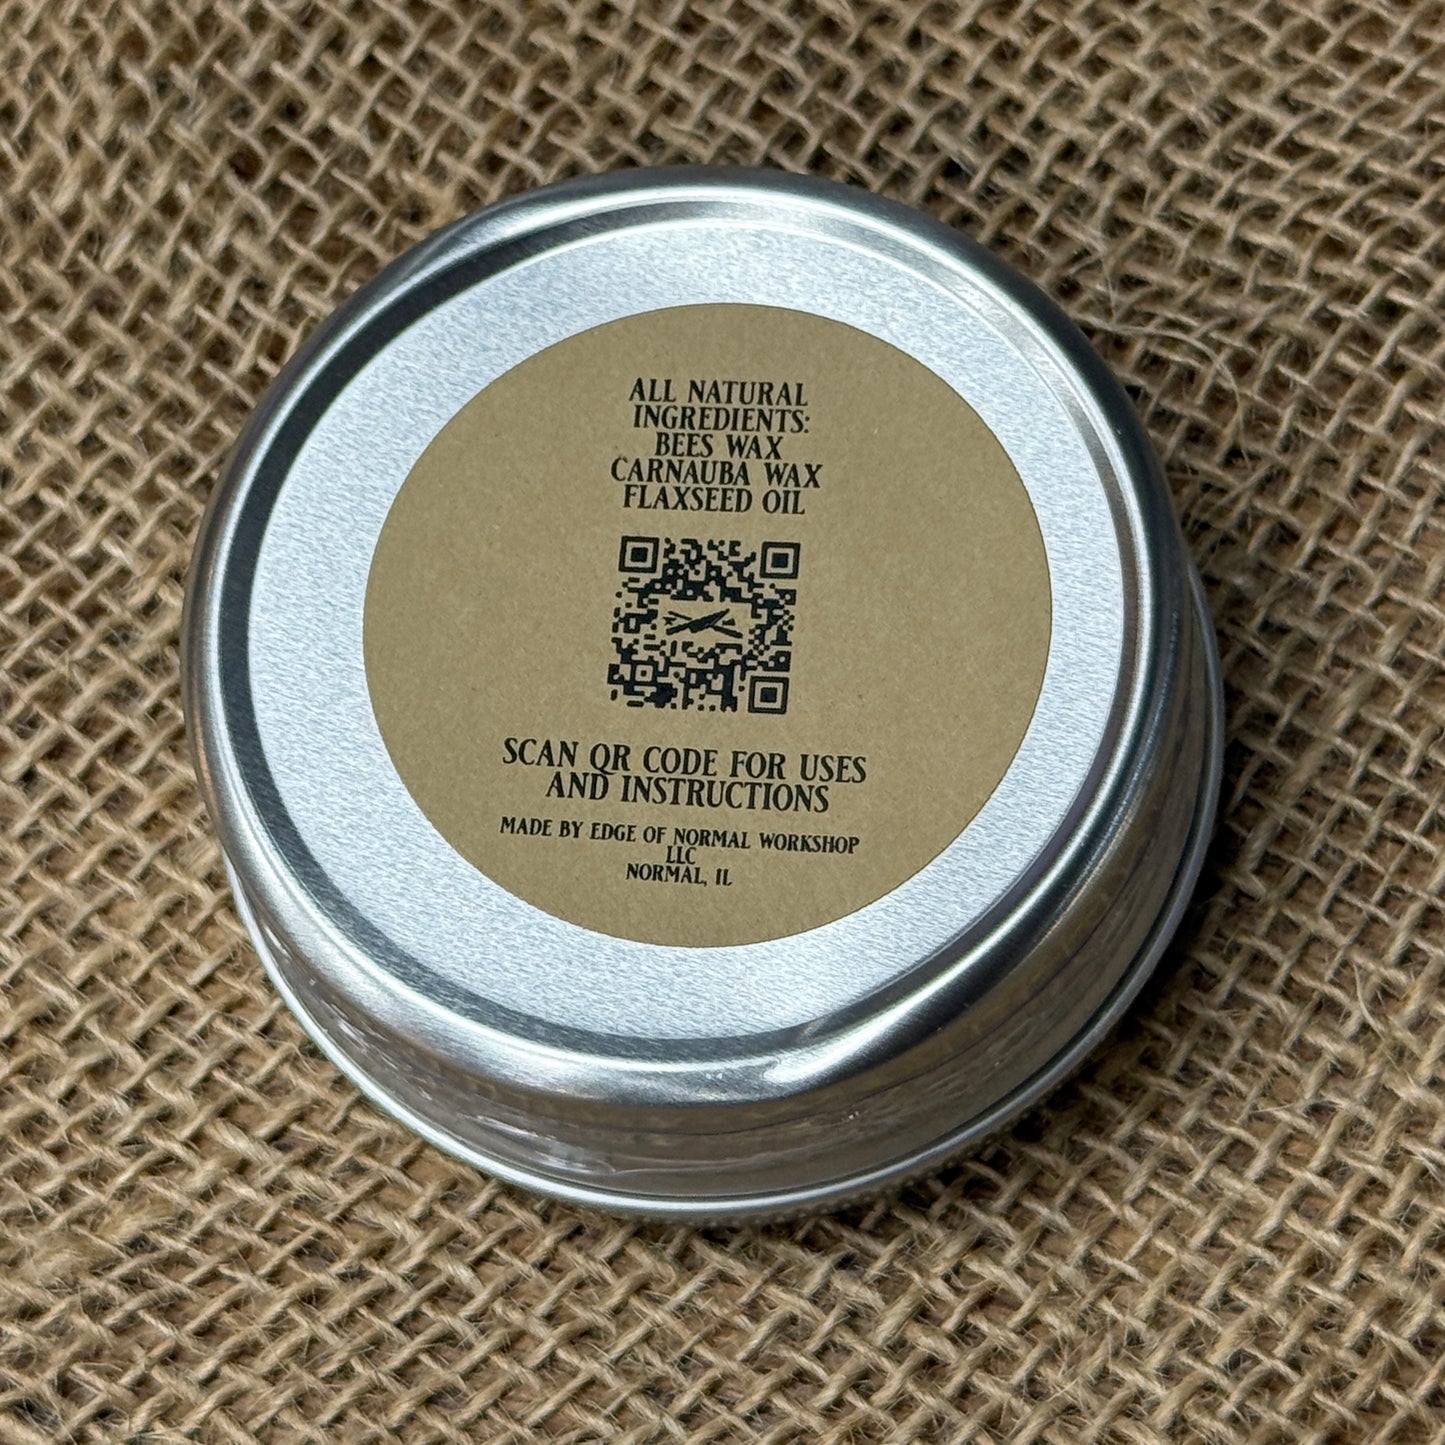 ALL NATURAL
INGREDIENTS:
BEES WAX
CARNAUBA WAX
FLAXSEED OIL
SCAN QR CODE FOR USES
AND INSTRUCTIONS
MADE BY EDGE OF NORMAL WORKSHOP
LLC
NORMAL, IL